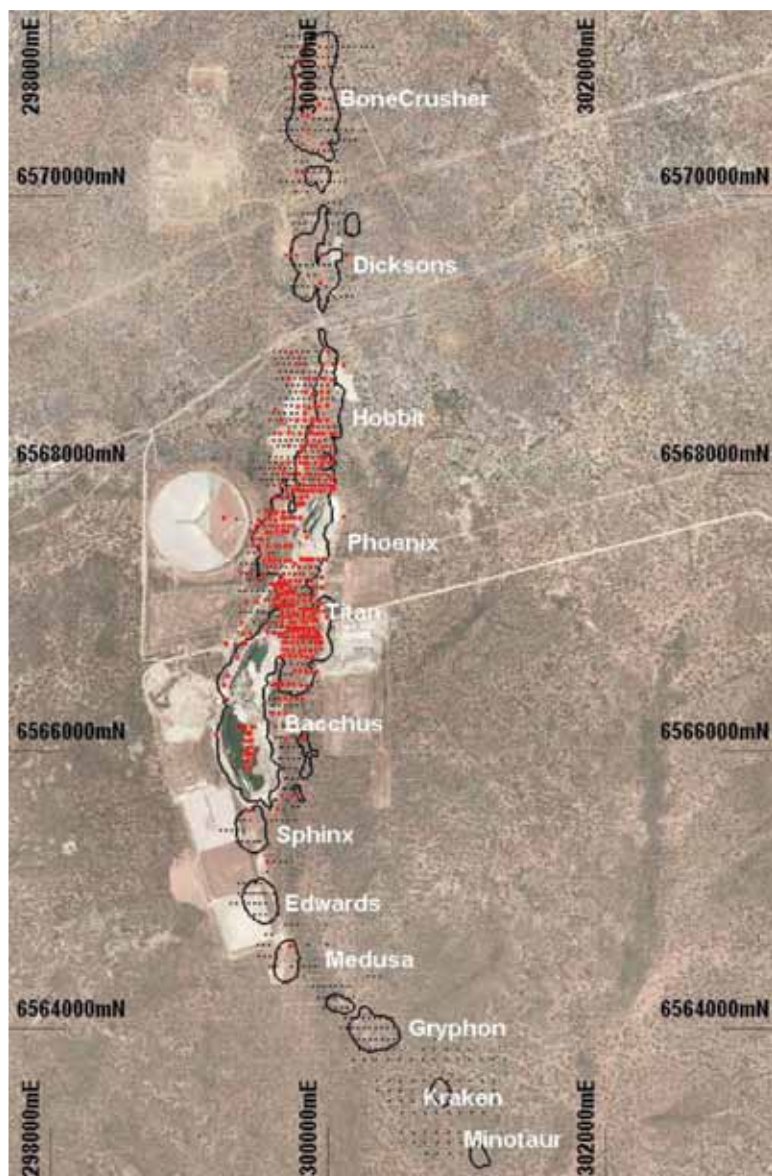 298000mE
300000mE
302000mE
BoneCrusher
6570000mN
6570000mN
Dicksons
Hobbit
6568000mN
6568000mN
Phoenix
Titan
Bacchus
6566000mN
6566000mN
Sphinx
Edwards
Medusa
6564000mN
6564000mN
Gryphon
Kraken
Minotaur
298000mE
300000mE
302000mE